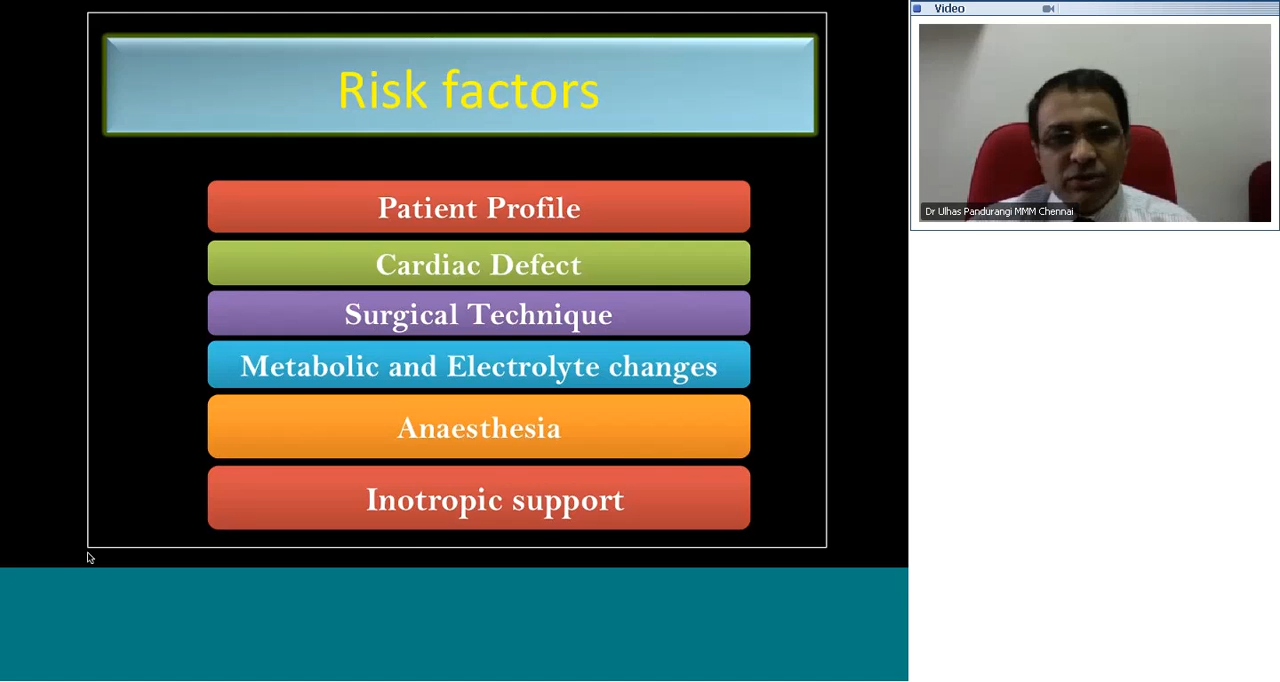 Risk factors
Patient Profile
Cardiac Defect
Surgical Technique
Metabolic and Electrolyte changes
Anaesthesia
Inotropic support
Video
Dr Ulhas Pandurangi MMM Chennai